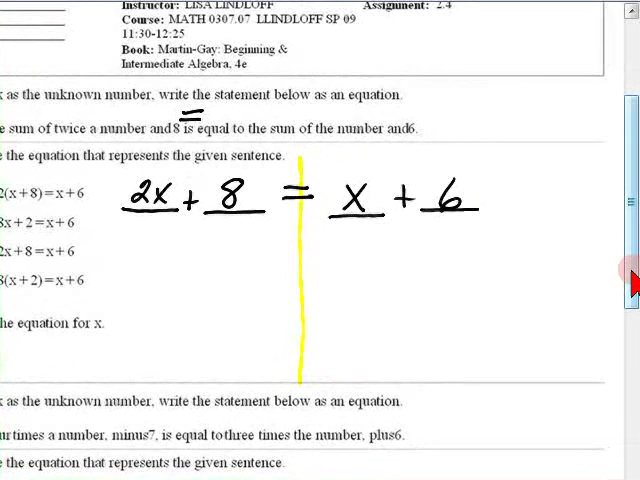 Instructor: LISA LINDLOFF Assignment: 2.4
Course: MATH 0307.07 LLINDLOFF SP 09
11:30-12:25
Book: Martin-Gay: Beginning &
Intermediate Algebra, 4e
x as the unknown number, write the statement below as an equation.
=
e sum of twice a number and 8 is equal to the sum of the number and 6.
e the equation that represents the given sentence.
2(x+8)=x+6
2x + 8 = x + 6
8x+2=x+6
2x+8=x+6
8(x+2)=x+6
he equation for x.
x as the unknown number, write the statement below as an equation.
ur times a number, minus 7, is equal to three times the number, plus 6.
e the equation that represents the given sentence.